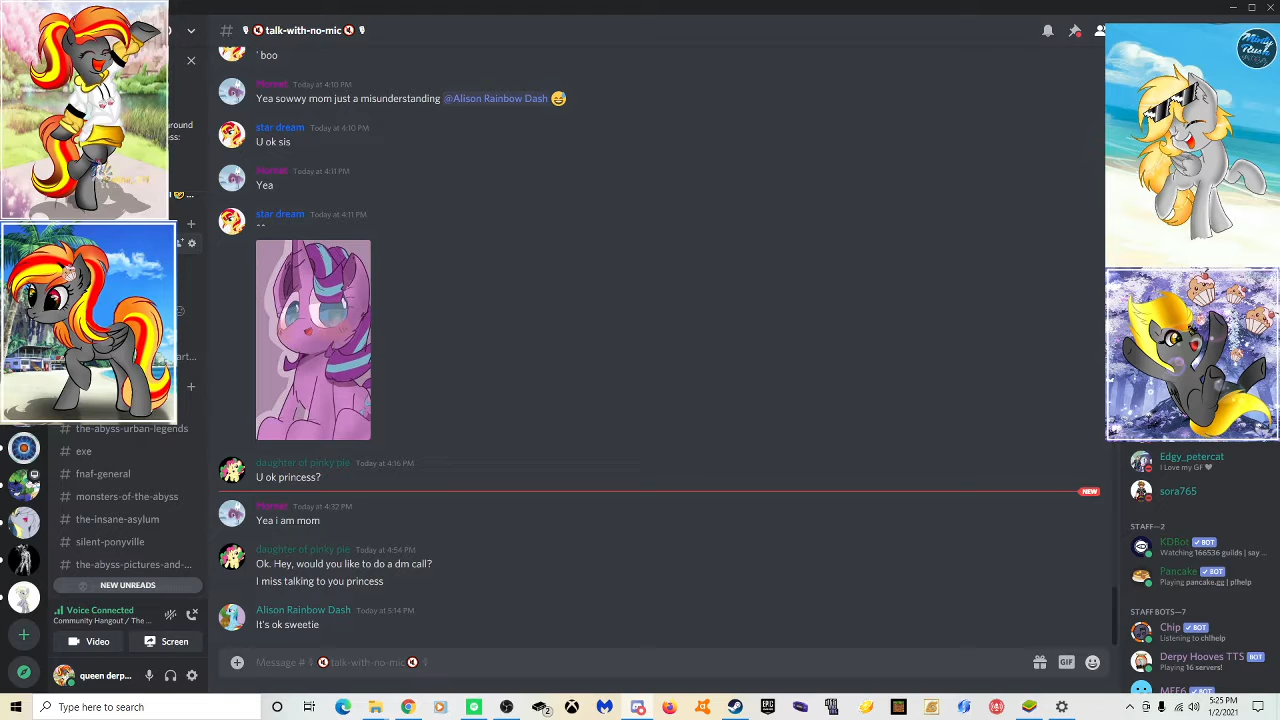 talk-with-no-mic
' boo
Today at 4:10 PM
Yea sowwy mom just a misunderstanding @Alison Rainbow Dash
star dream Today at 4:10 PM
U ok sis
Today at 4:11 PM
Yea
star dream Today at 4:11 PM
^^
daughter of pinky pie Today at 4:16 PM
U ok princess?
NEW
Today at 4:32 PM
Yea i am mom
daughter of pinky pie Today at 4:54 PM
Ok. Hey, would you like to do a dm call?
I miss talking to you princess
Alison Rainbow Dash Today at 5:14 PM
It's ok sweetie
Message # talk-with-no-mic
GIF
round
ss:
art...
the-abyss-urban-legends
# exe
# fnaf-general
# monsters-of-the-abyss
# the-insane-asylum
# silent-ponyville
# the-abyss-pictures-and-...
NEW UNREADS
Voice Connected
Community Hangout / The ...
Video
Screen
queen derp...
Edgy_petercat
I Love my GF
sora765
STAFF—2
KDBot BOT
Watching 166536 guilds | say ...
Pancake BOT
Playing pancake.gg | p!help
STAFF BOTS—7
Chip BOT
Listening to ch!help
Derpy Hooves TTS BOT
Playing 16 servers!
MEE6 BOT
Type here to search
5:25 PM
1/2/2021